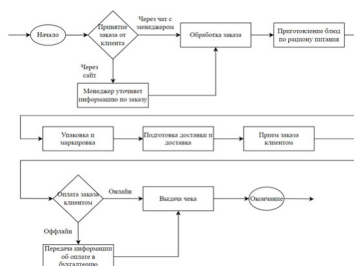 Начало
Принятие
заказа от
клиента
Через чат с
менеджером
Обработка заказа
Приготовление блюд
по рациону питания
Через
сайт
Менеджер уточняет
информацию по заказу
Упаковка и
маркировка
Подготовка доставки и
доставка
Прием заказа
клиентом
Оплата заказа
клиентом
Онлайн
Выдача чека
Окончание
Оффлайн
Передача информации
об оплате в
бухгалтерию